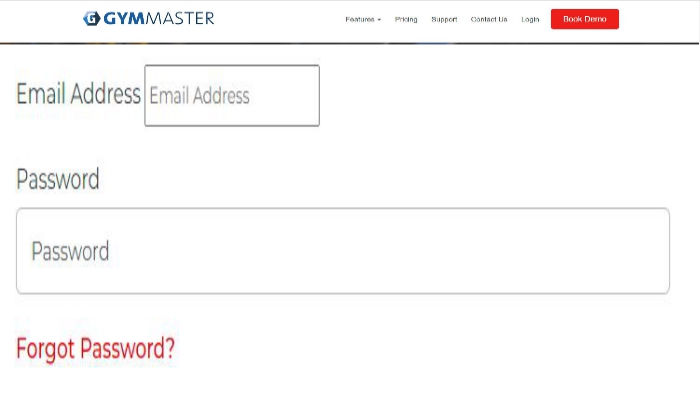 GYMMASTER
Features Pricing Support Contact Us Login Book Demo
Email Address Email Address
Password
Password
Forgot Password?